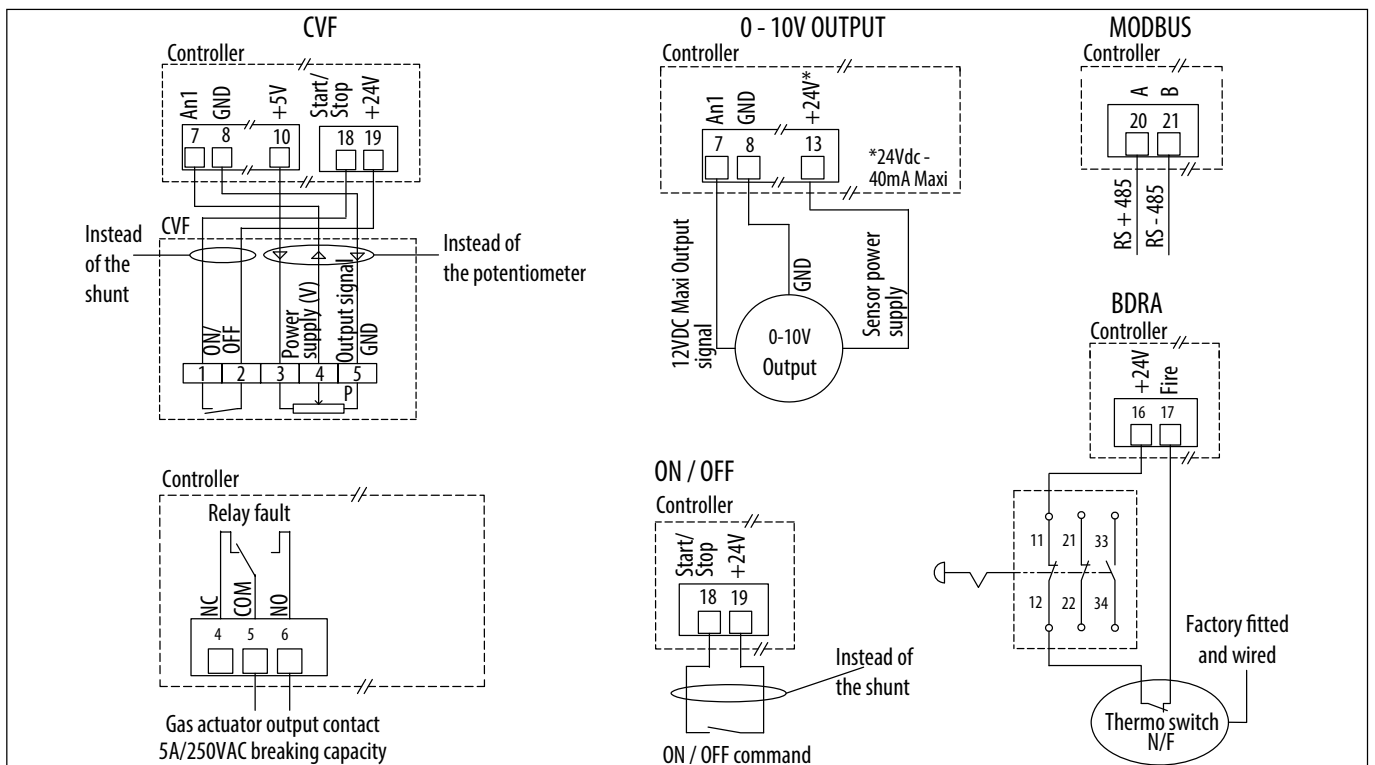 CVF
Controller
An1
GND
+5V
Start/
Stop
+24V
7 8 10 18 19
CVF
Instead
of the
shunt
Instead of
the potentiometer
ON/
OFF
Power
supply (V)
Output signal
GND
1 2 3 4 5
P
0 - 10V OUTPUT
Controller
An1
GND
+24V*
7 8 13
*24Vdc -
40mA Maxi
12VDC Maxi Output
signal
GND
Sensor power
supply
0-10V
Output
MODBUS
Controller
A
B
20 21
RS + 485
RS - 485
BDRA
Controller
+24V
Fire
16 17
11 21 33
12 22 34
Factory fitted
and wired
Thermo switch
N/F
Controller
Relay fault
NC
COM
NO
4 5 6
Gas actuator output contact
5A/250VAC breaking capacity
ON / OFF
Controller
Start/
Stop
+24V
18 19
Instead of
the shunt
ON / OFF command